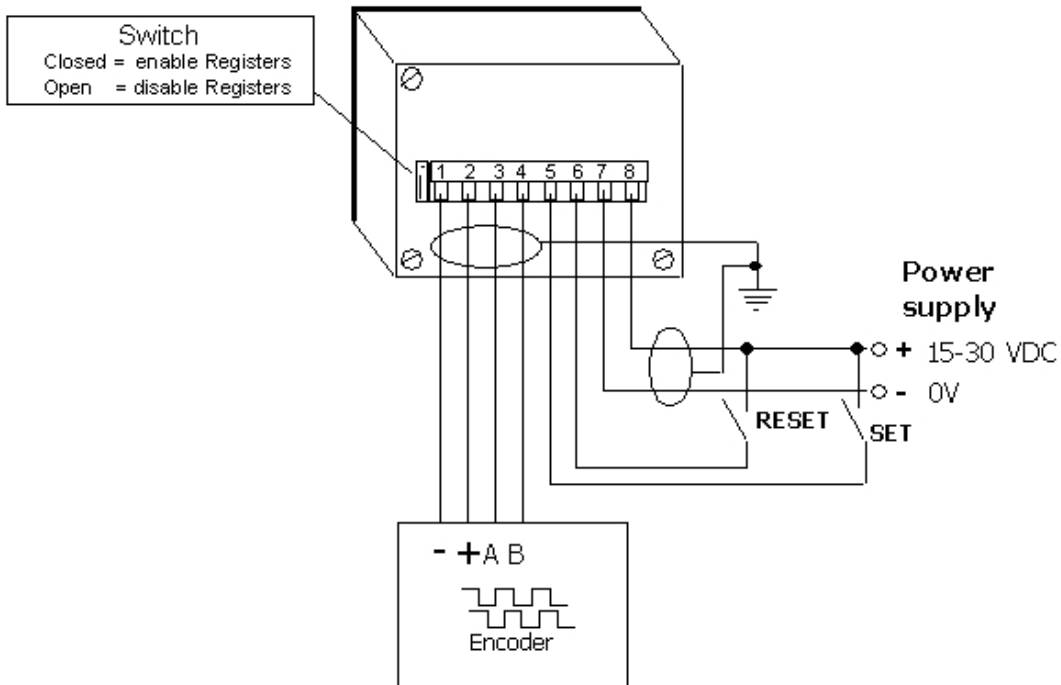 Switch
Closed = enable Registers
Open = disable Registers
1 2 3 4 5 6 7 8
Power
supply
+ 15-30 VDC
- 0V
RESET
SET
- + A B
Encoder